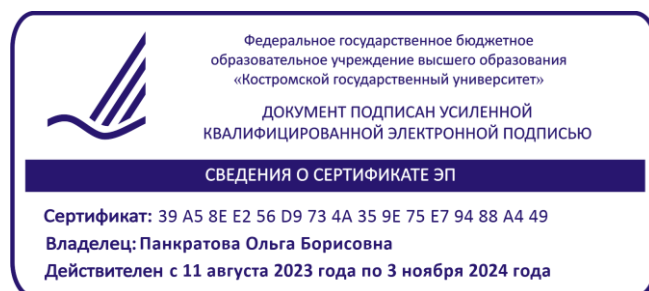 Федеральное государственное бюджетное
образовательное учреждение высшего образования
«Костромской государственный университет»
ДОКУМЕНТ ПОДПИСАН УСИЛЕННОЙ
КВАЛИФИЦИРОВАННОЙ ЭЛЕКТРОННОЙ ПОДПИСЬЮ
СВЕДЕНИЯ О СЕРТИФИКАТЕ ЭП
Сертификат: 39 A5 8E E2 56 D9 73 4A 35 9E 75 E7 94 88 A4 49
Владелец: Панкратова Ольга Борисовна
Действителен с 11 августа 2023 года по 3 ноября 2024 года